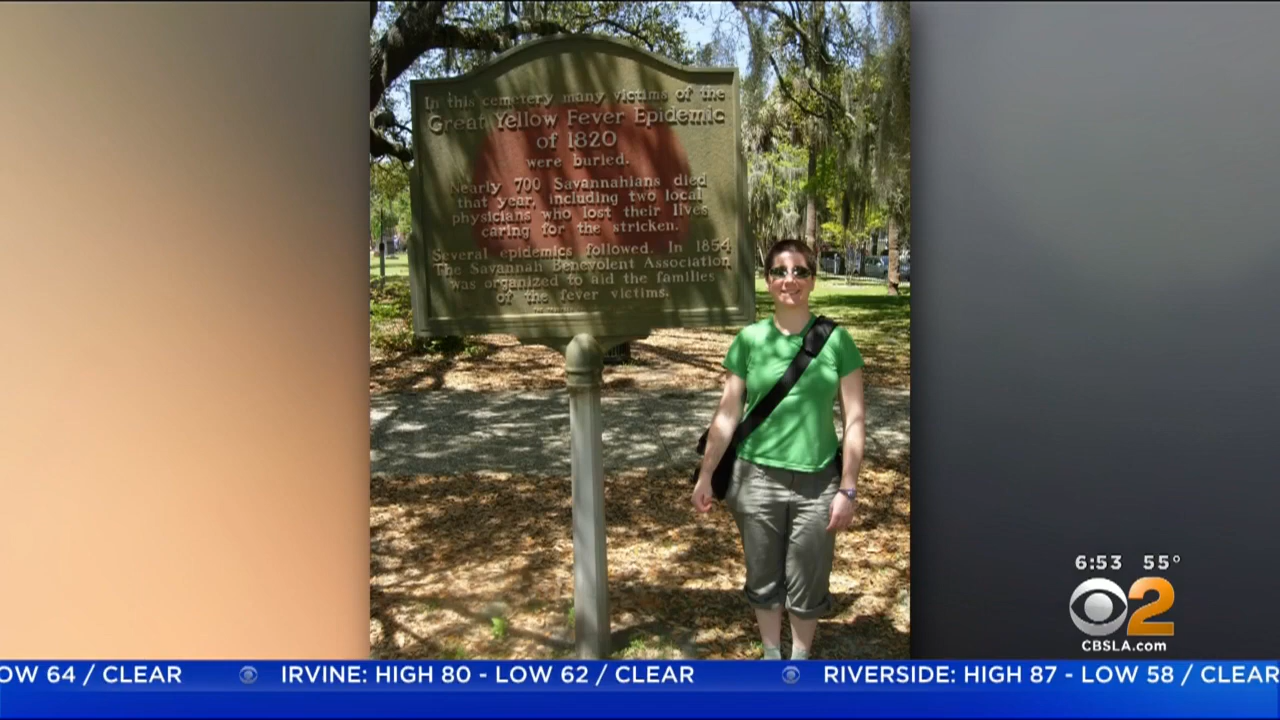 In this cemetery many victims of the
Great Yellow Fever Epidemic
of 1820
were buried.
Nearly 700 Savannahians died
that year, including two local
physicians who lost their lives
caring for the stricken.
Several epidemics followed. In 1854
The Savannah Benevolent Association
was organized to aid the families
of the fever victims.
6:53 55°
2
CBSLA.com
OW 64 / CLEAR IRVINE: HIGH 80 - LOW 62 / CLEAR RIVERSIDE: HIGH 87 - LOW 58 / CLEAR